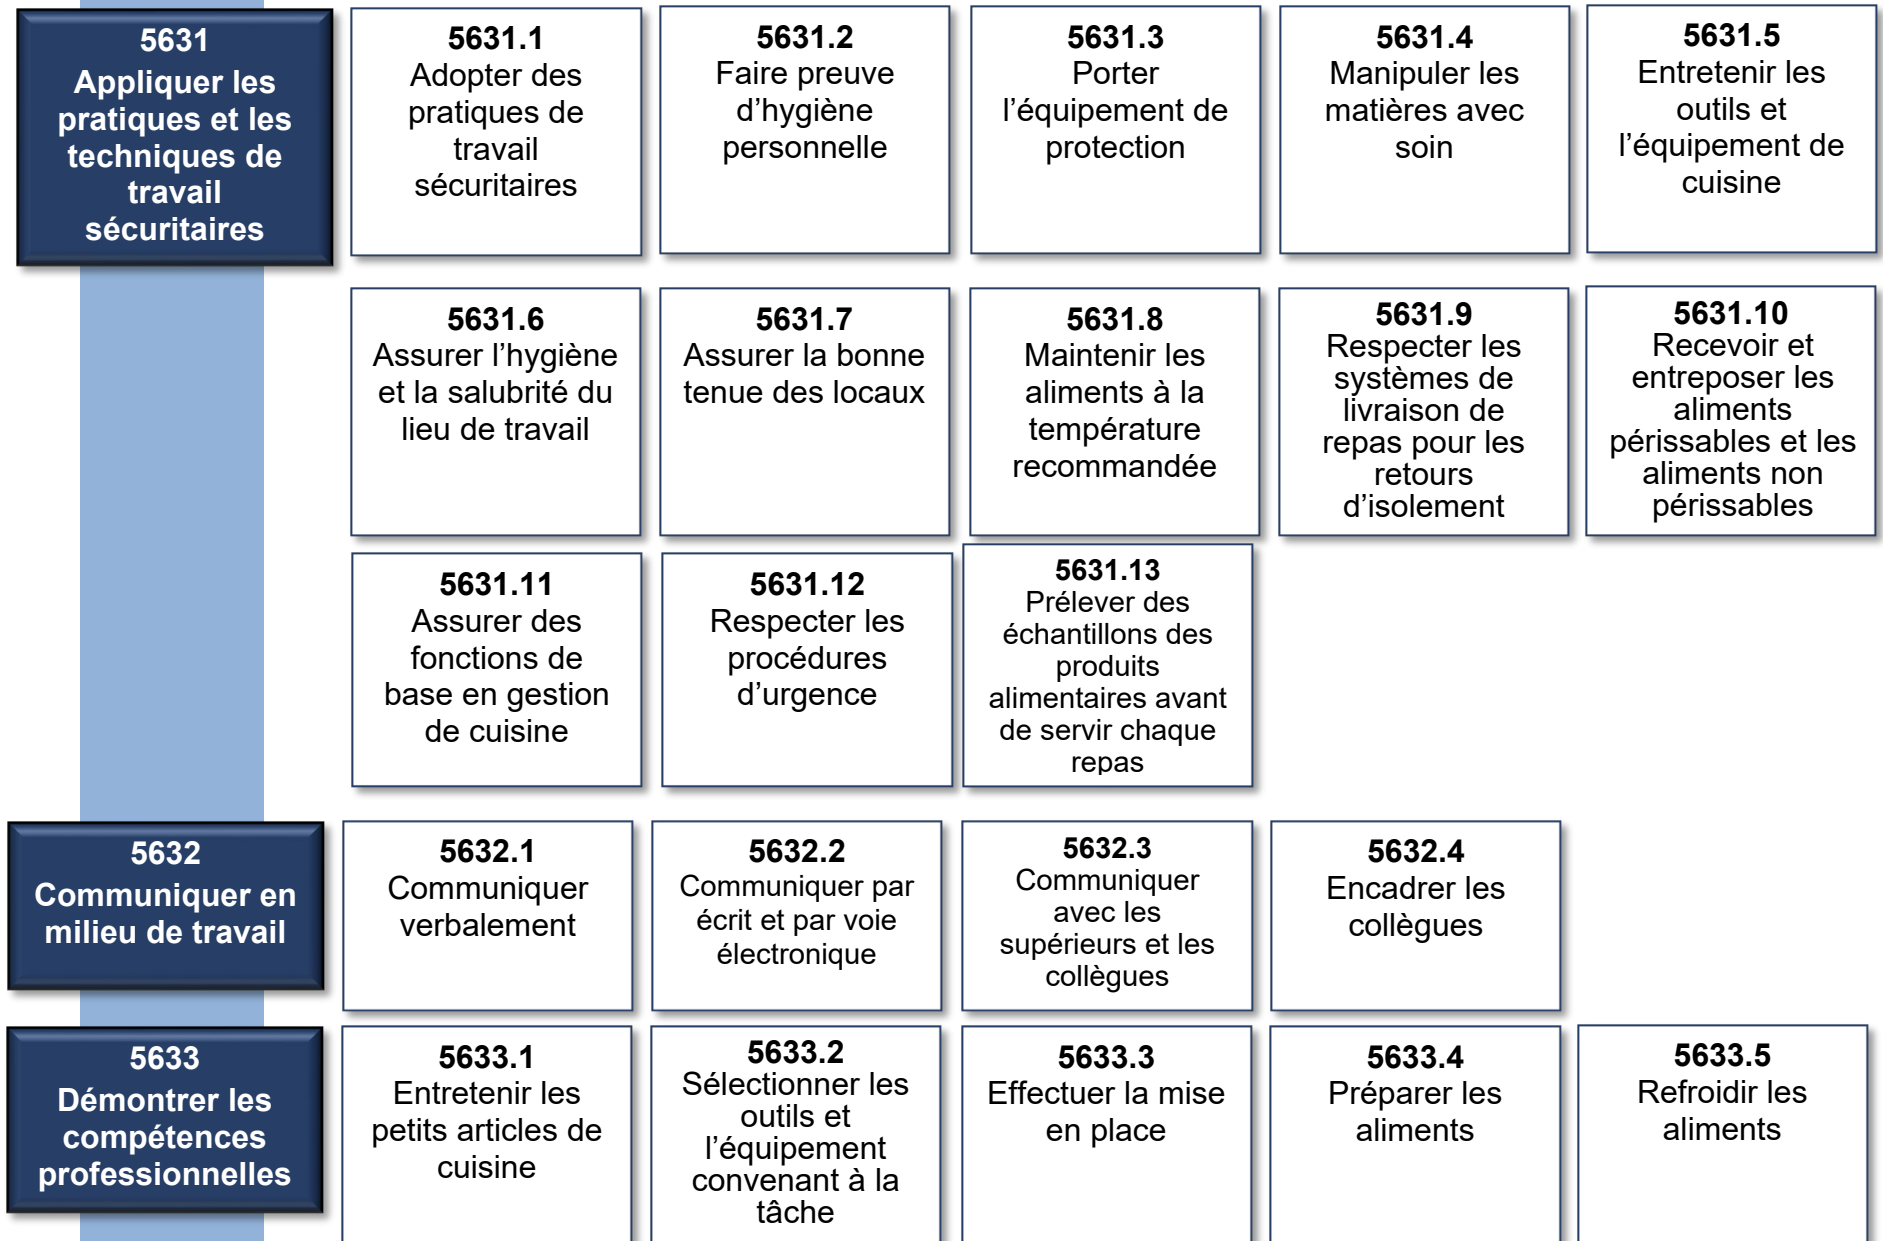 5631
Appliquer les
pratiques et les
techniques de
travail
sécuritaires
5631.1
Adopter des
pratiques de
travail
sécuritaires
5631.2
Faire preuve
d’hygiène
personnelle
5631.3
Porter
l’équipement de
protection
5631.4
Manipuler les
matières avec
soin
5631.5
Entretenir les
outils et
l’équipement de
cuisine
5631.6
Assurer l’hygiène
et la salubrité du
lieu de travail
5631.7
Assurer la bonne
tenue des locaux
5631.8
Maintenir les
aliments à la
température
recommandée
5631.9
Respecter les
systèmes de
livraison de
repas pour les
retours
d’isolement
5631.10
Recevoir et
entreposer les
aliments
périssables et les
aliments non
périssables
5631.11
Assurer des
fonctions de
base en gestion
de cuisine
5631.12
Respecter les
procédures
d’urgence
5631.13
Prélever des
échantillons des
produits
alimentaires avant
de servir chaque
repas
5632
Communiquer en
milieu de travail
5632.1
Communiquer
verbalement
5632.2
Communiquer par
écrit et par voie
électronique
5632.3
Communiquer
avec les
supérieurs et les
collègues
5632.4
Encadrer les
collègues
5633
Démontrer les
compétences
professionnelles
5633.1
Entretenir les
petits articles de
cuisine
5633.2
Sélectionner les
outils et
l’équipement
convenant à la
tâche
5633.3
Effectuer la mise
en place
5633.4
Préparer les
aliments
5633.5
Refroidir les
aliments